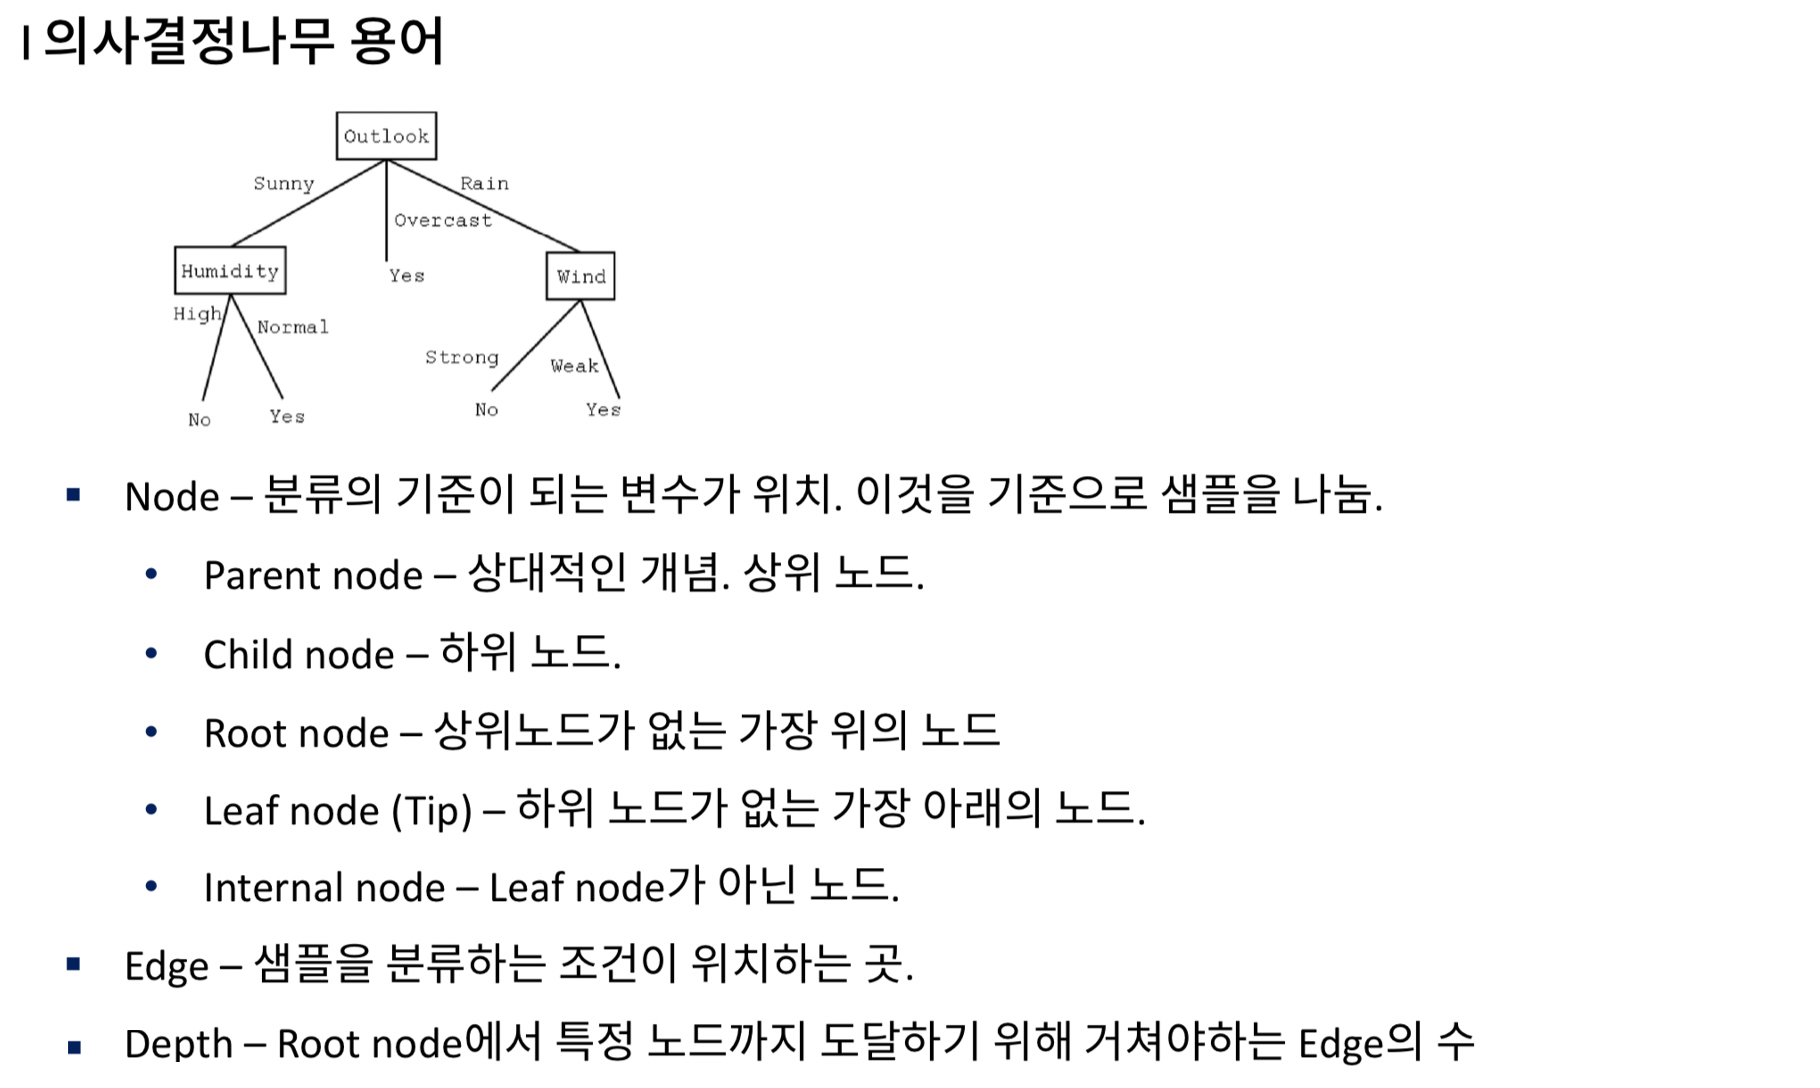 I 의사결정나무 용어
Outlook
Sunny
Rain
Overcast
Humidity
Yes
Wind
High
Normal
Strong
Weak
No
Yes
No
Yes
▪ Node – 분류의 기준이 되는 변수가 위치. 이것을 기준으로 샘플을 나눔.
• Parent node – 상대적인 개념. 상위 노드.
• Child node – 하위 노드.
• Root node – 상위노드가 없는 가장 위의 노드
• Leaf node (Tip) – 하위 노드가 없는 가장 아래의 노드.
• Internal node – Leaf node가 아닌 노드.
▪ Edge – 샘플을 분류하는 조건이 위치하는 곳.
▪ Depth – Root node에서 특정 노드까지 도달하기 위해 거쳐야하는 Edge의 수